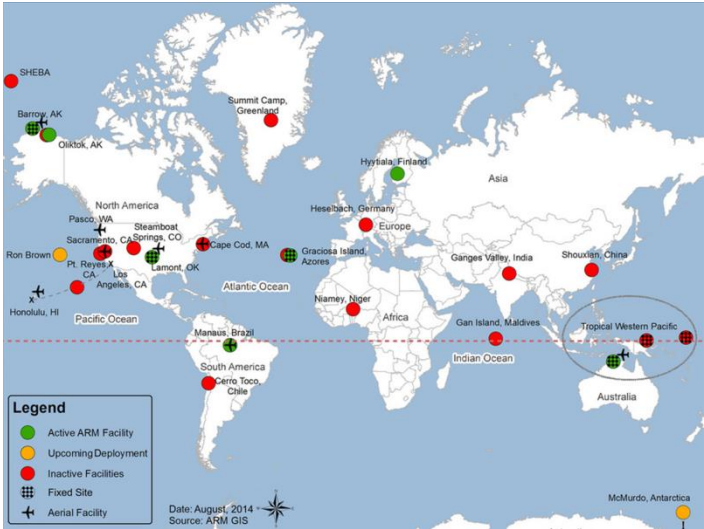 SHEBA
Barrow, AK
Oliktok, AK
Summit Camp,
Greenland
Hyytiala, Finland
Asia
North America
Pasco, WA
Steamboat
Springs, CO
Sacramento, CA
Cape Cod, MA
Heselbach, Germany
Europe
Ron Brown
Pt. Reyes,
CA
Los
Angeles, CA
Lamont, OK
Graciosa Island,
Azores
Ganges Valley, India
Shouxian, China
X
Atlantic Ocean
X
Honolulu, HI
Niamey, Niger
Pacific Ocean
Africa
Gan Island, Maldives
Tropical Western Pacific
Manaus, Brazil
Indian Ocean
South America
Cerro Toco,
Chile
Australia
Legend
Active ARM Facility
Upcoming Deployment
Inactive Facilities
Fixed Site
Aerial Facility
Date: August, 2014
Source: ARM GIS
McMurdo, Antarctica